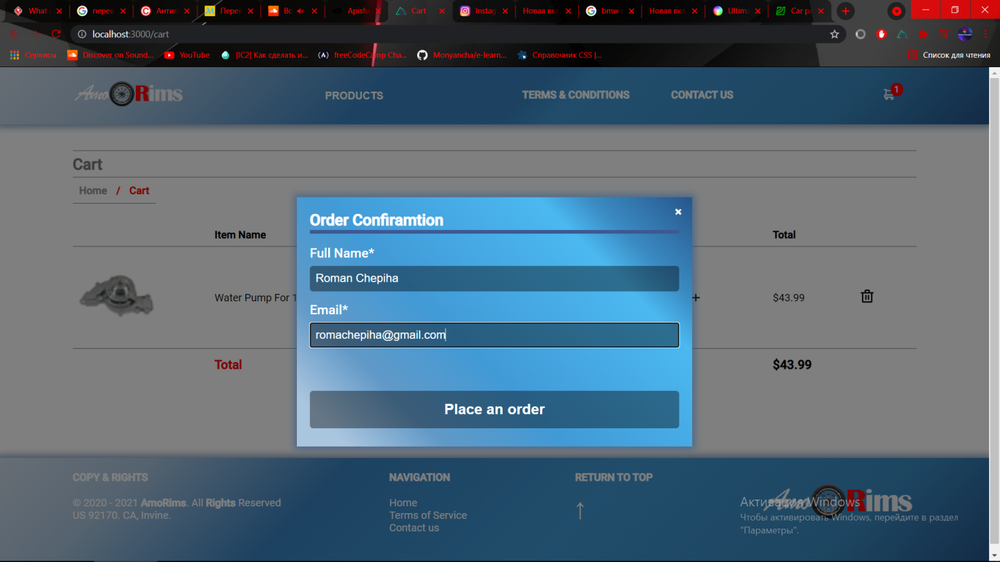 What
перев
Антип
Перев
Вс
Apisfu
Cart
Instag
Новая вкл
bmw
Новая вкл
Ultima
Car pa
localhost:3000/cart
Сервисы
Discover on Sound...
YouTube
[IC2] Как сделать и...
freeCodeCamp Cha...
Monyancha/e-learn...
Справочник CSS |...
Список для чтения
AmoRims
PRODUCTS
TERMS & CONDITIONS
CONTACT US
1
Cart
Home / Cart
Item Name
Total
Water Pump For 1
+
$43.99
Total
$43.99
Order Confiramtion
×
Full Name*
Roman Chepiha
Email*
romachepiha@gmail.com
Place an order
COPY & RIGHTS
© 2020 - 2021 AmoRims. All Rights Reserved
US 92170. CA, Invine.
NAVIGATION
Home
Terms of Service
Contact us
RETURN TO TOP
AmoRims
Активация Windows
Чтобы активировать Windows, перейдите в раздел
"Параметры".